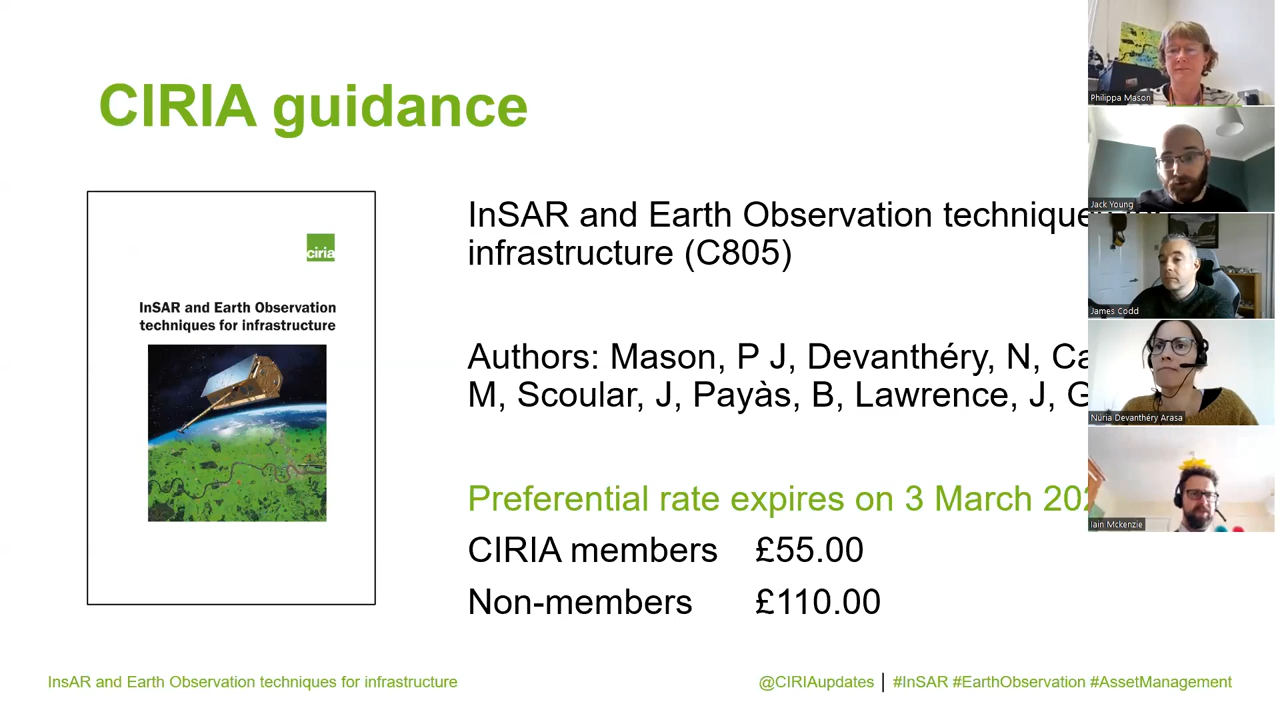 CIRIA guidance
ciria
InSAR and Earth Observation
techniques for infrastructure
InSAR and Earth Observation technique
infrastructure (C805)
Authors: Mason, P J, Devanthéry, N, Ca
M, Scoular, J, Payàs, B, Lawrence, J, G
Preferential rate expires on 3 March 202
CIRIA members £55.00
Non-members £110.00
InsAR and Earth Observation techniques for infrastructure
@CIRIAupdates | #InSAR #EarthObservation #AssetManagement
Philippa Mason
Jack Young
James Codd
Núria Devanthéry Arasa
Iain Mckenzie